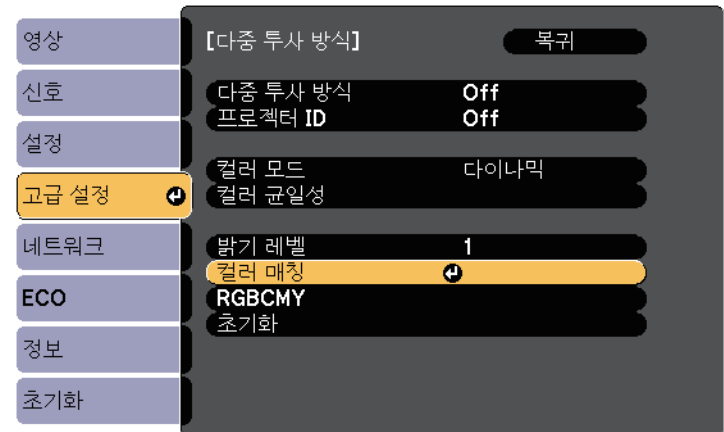 영상
신호
설정
고급 설정
네트워크
ECO
정보
초기화
[다중 투사 방식] 복귀
다중 투사 방식 Off
프로젝터 ID Off
컬러 모드 다이나믹
컬러 균일성
밝기 레벨 1
컬러 매칭
RGBCMY
초기화